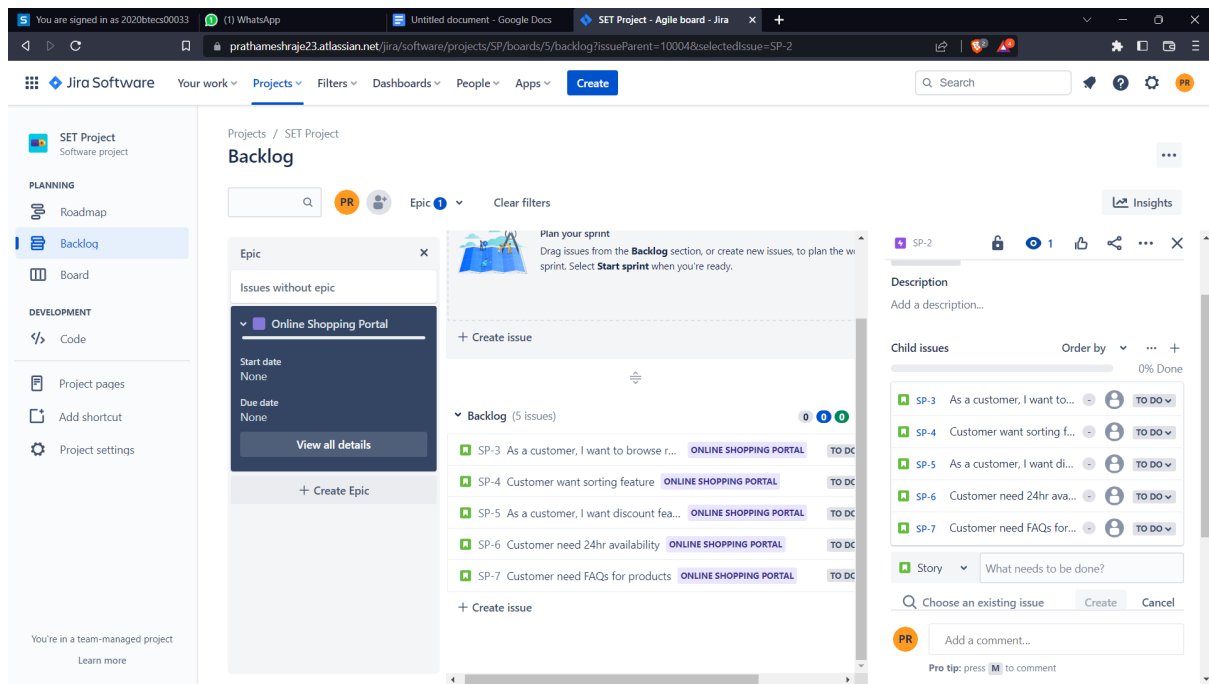 You are signed in as 2020btecs00033
(1) WhatsApp
Untitled document - Google Docs
SET Project - Agile board - Jira
prathameshraje23.atlassian.net/jira/software/projects/SP/boards/5/backlog?issueParent=10004&selectedIssue=SP-2
Jira Software Your work Projects Filters Dashboards People Apps Create Search PR
SET Project
Software project
PLANNING
Roadmap
Backlog
Board
DEVELOPMENT
Code
Project pages
Add shortcut
Project settings
You're in a team-managed project
Learn more
Projects / SET Project
Backlog
PR Epic 1 Clear filters Insights
Epic
Issues without epic
Online Shopping Portal
Start date
None
Due date
None
View all details
+ Create Epic
Plan your sprint
Drag issues from the Backlog section, or create new issues, to plan the w
sprint. Select Start sprint when you're ready.
+ Create issue
Backlog (5 issues) 0 0 0
SP-3 As a customer, I want to browse r... ONLINE SHOPPING PORTAL TO DO
SP-4 Customer want sorting feature ONLINE SHOPPING PORTAL TO DO
SP-5 As a customer, I want discount fea... ONLINE SHOPPING PORTAL TO DO
SP-6 Customer need 24hr availability ONLINE SHOPPING PORTAL TO DO
SP-7 Customer need FAQs for products ONLINE SHOPPING PORTAL TO DO
+ Create issue
SP-2 1
Description
Add a description...
Child issues Order by
0% Done
SP-3 As a customer, I want to... - TO DO
SP-4 Customer want sorting f... - TO DO
SP-5 As a customer, I want di... - TO DO
SP-6 Customer need 24hr ava... - TO DO
SP-7 Customer need FAQs for... - TO DO
Story What needs to be done?
Choose an existing issue Create Cancel
PR Add a comment...
Pro tip: press M to comment